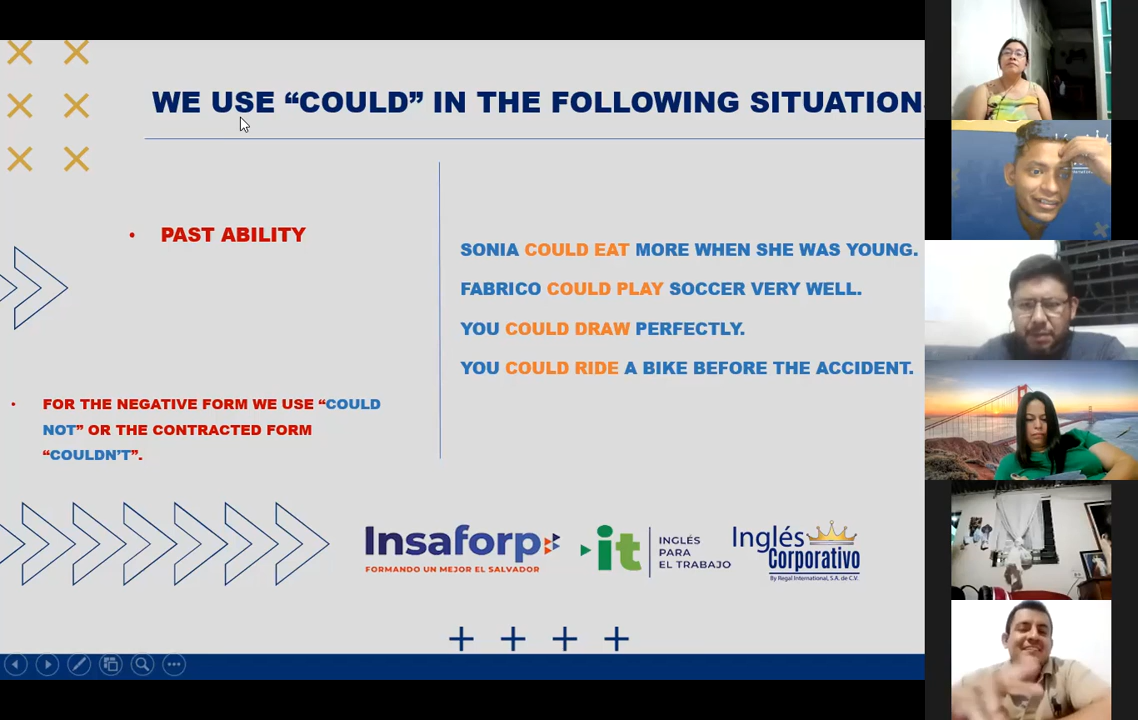 WE USE “COULD” IN THE FOLLOWING SITUATION
• PAST ABILITY
SONIA COULD EAT MORE WHEN SHE WAS YOUNG.
FABRICO COULD PLAY SOCCER VERY WELL.
YOU COULD DRAW PERFECTLY.
YOU COULD RIDE A BIKE BEFORE THE ACCIDENT.
• FOR THE NEGATIVE FORM WE USE “COULD
NOT” OR THE CONTRACTED FORM
“COULDN’T”.
Insaforp
FORMANDO UN MEJOR EL SALVADOR
it
INGLÉS
PARA
EL TRABAJO
Inglés
Corporativo
By Regal International, S.A. de C.V.